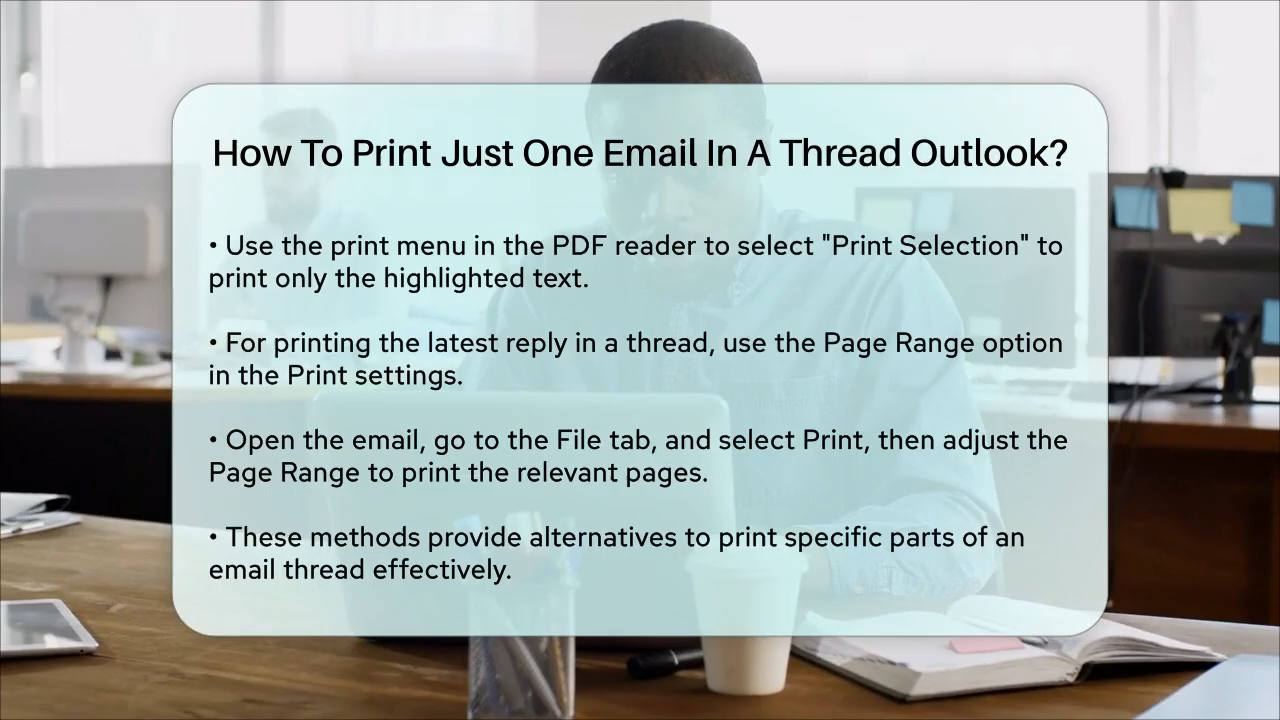 How To Print Just One Email In A Thread Outlook?
• Use the print menu in the PDF reader to select "Print Selection" to
print only the highlighted text.
• For printing the latest reply in a thread, use the Page Range option
in the Print settings.
• Open the email, go to the File tab, and select Print, then adjust the
Page Range to print the relevant pages.
• These methods provide alternatives to print specific parts of an
email thread effectively.